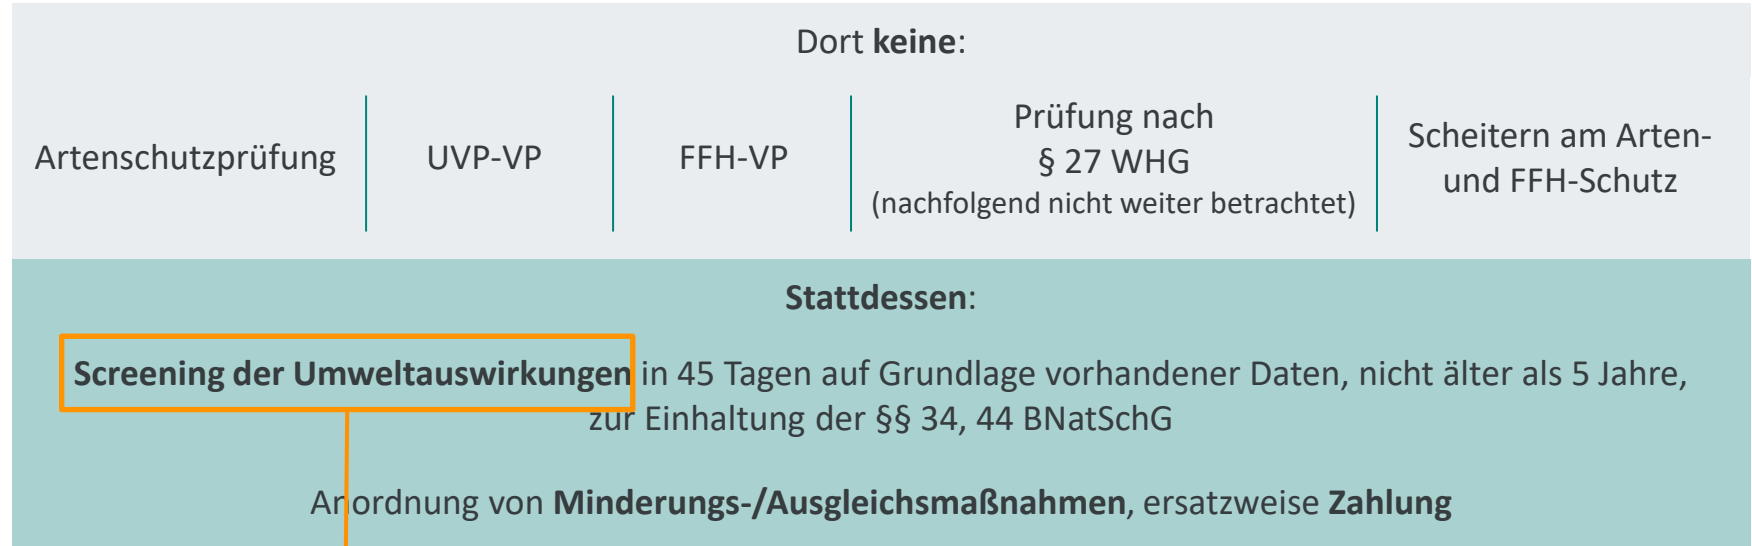 Dort keine:
Artenschutzprüfung
UVP-VP
FFH-VP
Prüfung nach
§ 27 WHG
(nachfolgend nicht weiter betrachtet)
Scheitern am Arten-
und FFH-Schutz
Stattdessen:
Screening der Umweltauswirkungen in 45 Tagen auf Grundlage vorhandener Daten, nicht älter als 5 Jahre,
zur Einhaltung der §§ 34, 44 BNatSchG
Anordnung von Minderungs-/Ausgleichsmaßnahmen, ersatzweise Zahlung